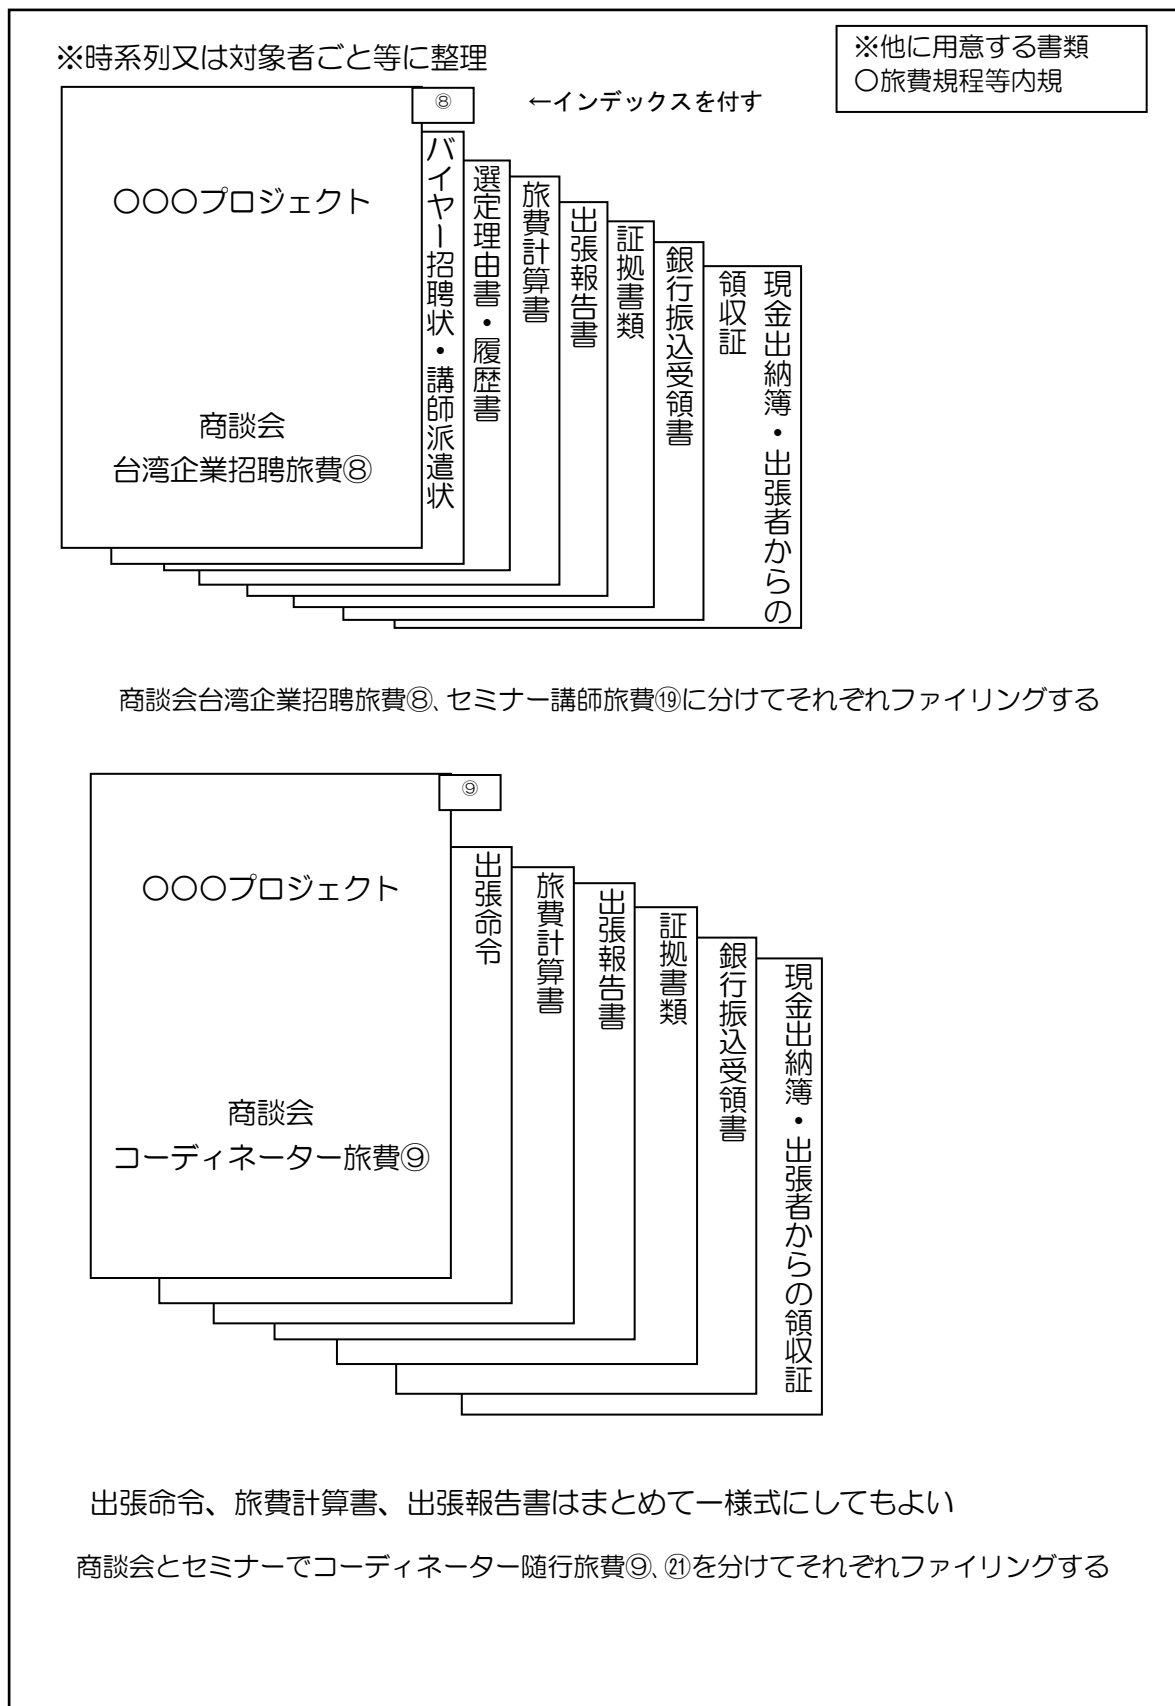 ※時系列又は対象者ごと等に整理
※他に用意する書類
〇旅費規程等内規
⑧
←インデックスを付す
〇〇〇プロジェクト
商談会
台湾企業招聘旅費⑧
バイヤー招聘状・講師派遣状
選定理由書・履歴書
旅費計算書
出張報告書
証拠書類
銀行振込受領書
現金出納簿・出張者からの
領収証
商談会台湾企業招聘旅費⑧、セミナー講師旅費⑲に分けてそれぞれファイリングする
⑨
〇〇〇プロジェクト
商談会
コーディネーター旅費⑨
出張命令
旅費計算書
出張報告書
証拠書類
銀行振込受領書
現金出納簿・出張者からの領収証
出張命令、旅費計算書、出張報告書はまとめて一様式にしてもよい
商談会とセミナーでコーディネーター随行旅費⑨、㉑を分けてそれぞれファイリングする